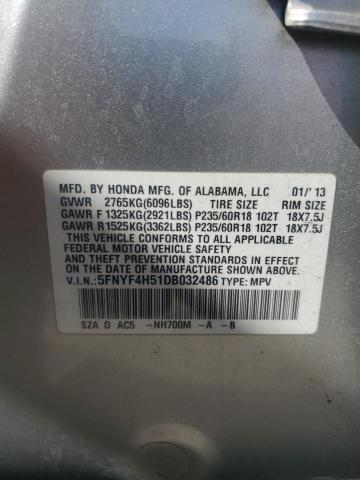 MFD. BY HONDA MFG. OF ALABAMA, LLC 01/'13
GVWR 2765KG(6096LBS) TIRE SIZE RIM SIZE
GAWR F 1325KG(2921LBS) P235/60R18 102T 18X7.5J
GAWR R1525KG(3362LBS) P235/60R18 102T 18X7.5J
THIS VEHICLE CONFORMS TO ALL APPLICABLE
FEDERAL MOTOR VEHICLE SAFETY
AND THEFT PREVENTION STANDARDS IN EFFECT
ON THE DATE OF MANUFACTURE SHOWN ABOVE.
V.I.N.:5FNYF4H51DB032486 TYPE: MPV
SZA D AC5 -NH700M -A -B